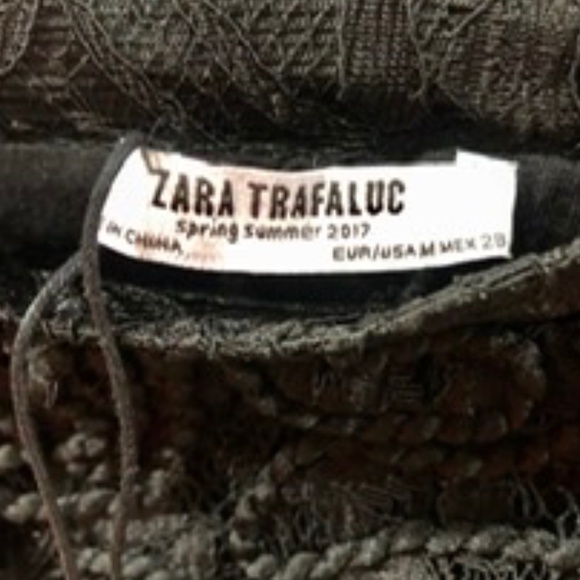 ZARA TRAFALUC
Spring Summer 2017
IN CHINA
EUR/USA M MEX 28